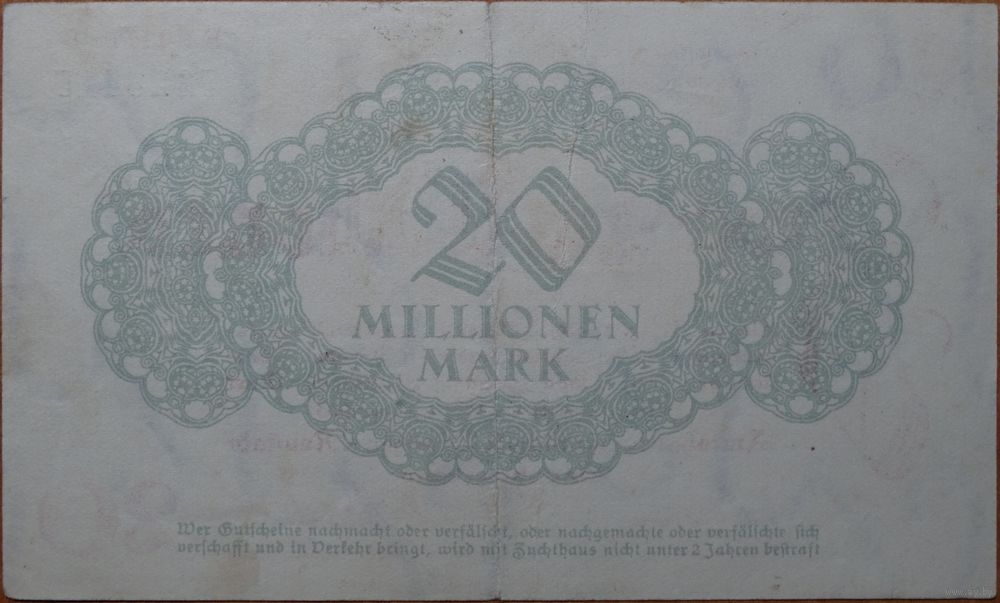 20
MILLIONEN
MARK
Wer Gutscheine nachmacht oder verfälscht, oder nachgemachte oder verfälschte sich
verschafft und in Verkehr bringt, wird mit Zuchthaus nicht unter 2 Jahren bestraft